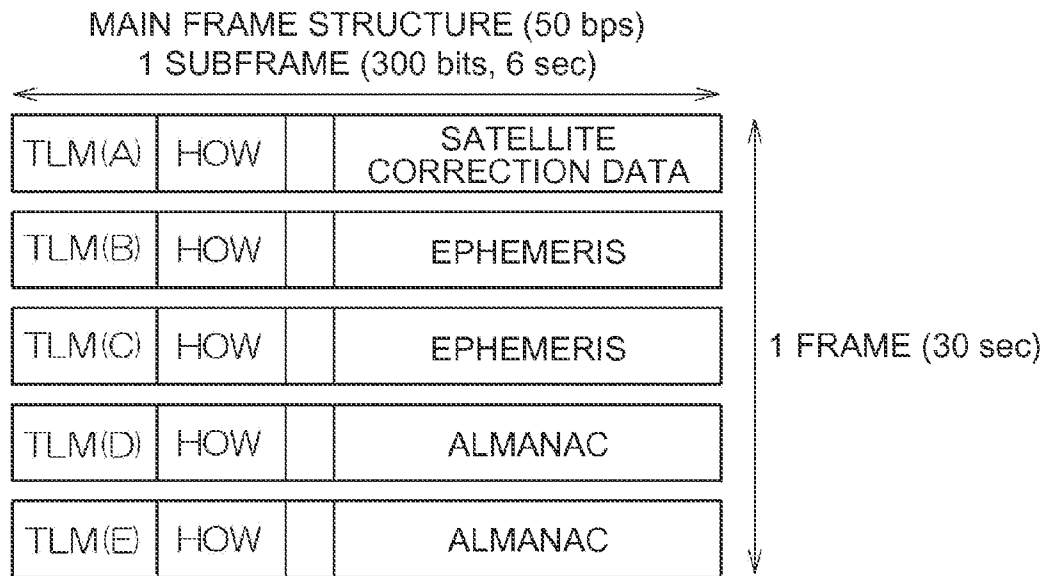 MAIN FRAME STRUCTURE (50 bps)
1 SUBFRAME (300 bits, 6 sec)
TLM(A) HOW SATELLITE CORRECTION DATA
TLM(B) HOW EPHEMERIS
TLM(C) HOW EPHEMERIS
1 FRAME (30 sec)
TLM(D) HOW ALMANAC
TLM(E) HOW ALMANAC